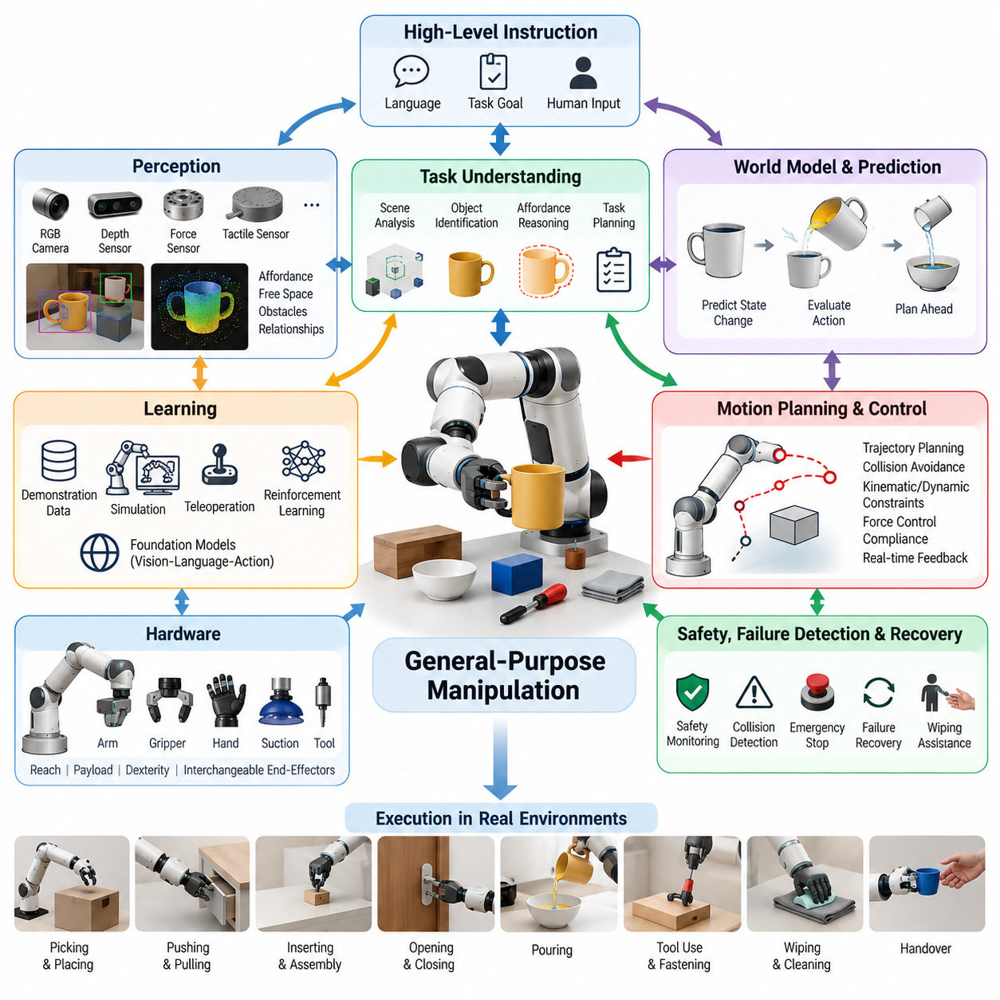 High-Level Instruction
Language
Task Goal
Human Input
Perception
RGB
Camera
Depth
Sensor
Force
Sensor
Tactile Sensor
...
Affordance
Free Space
Obstacles
Relationships
Task Understanding
Scene
Analysis
Object
Identification
Affordance
Reasoning
Task
Planning
World Model & Prediction
Predict State
Change
Evaluate
Action
Plan Ahead
Learning
Demonstration
Data
Simulation
Teleoperation
Reinforcement
Learning
Foundation Models
(Vision-Language-Action)
Motion Planning & Control
Trajectory Planning
Collision Avoidance
Kinematic/Dynamic
Constraints
Force Control
Compliance
Real-time Feedback
Hardware
Arm
Gripper
Hand
Suction
Tool
Reach | Payload | Dexterity | Interchangeable End-Effectors
General-Purpose
Manipulation
Safety, Failure Detection & Recovery
Safety
Monitoring
Collision
Detection
Emergency
Stop
Failure
Recovery
Wiping
Assistance
Execution in Real Environments
Picking
& Placing
Pushing
& Pulling
Inserting
& Assembly
Opening
& Closing
Pouring
Tool Use
& Fastening
Wiping
& Cleaning
Handover